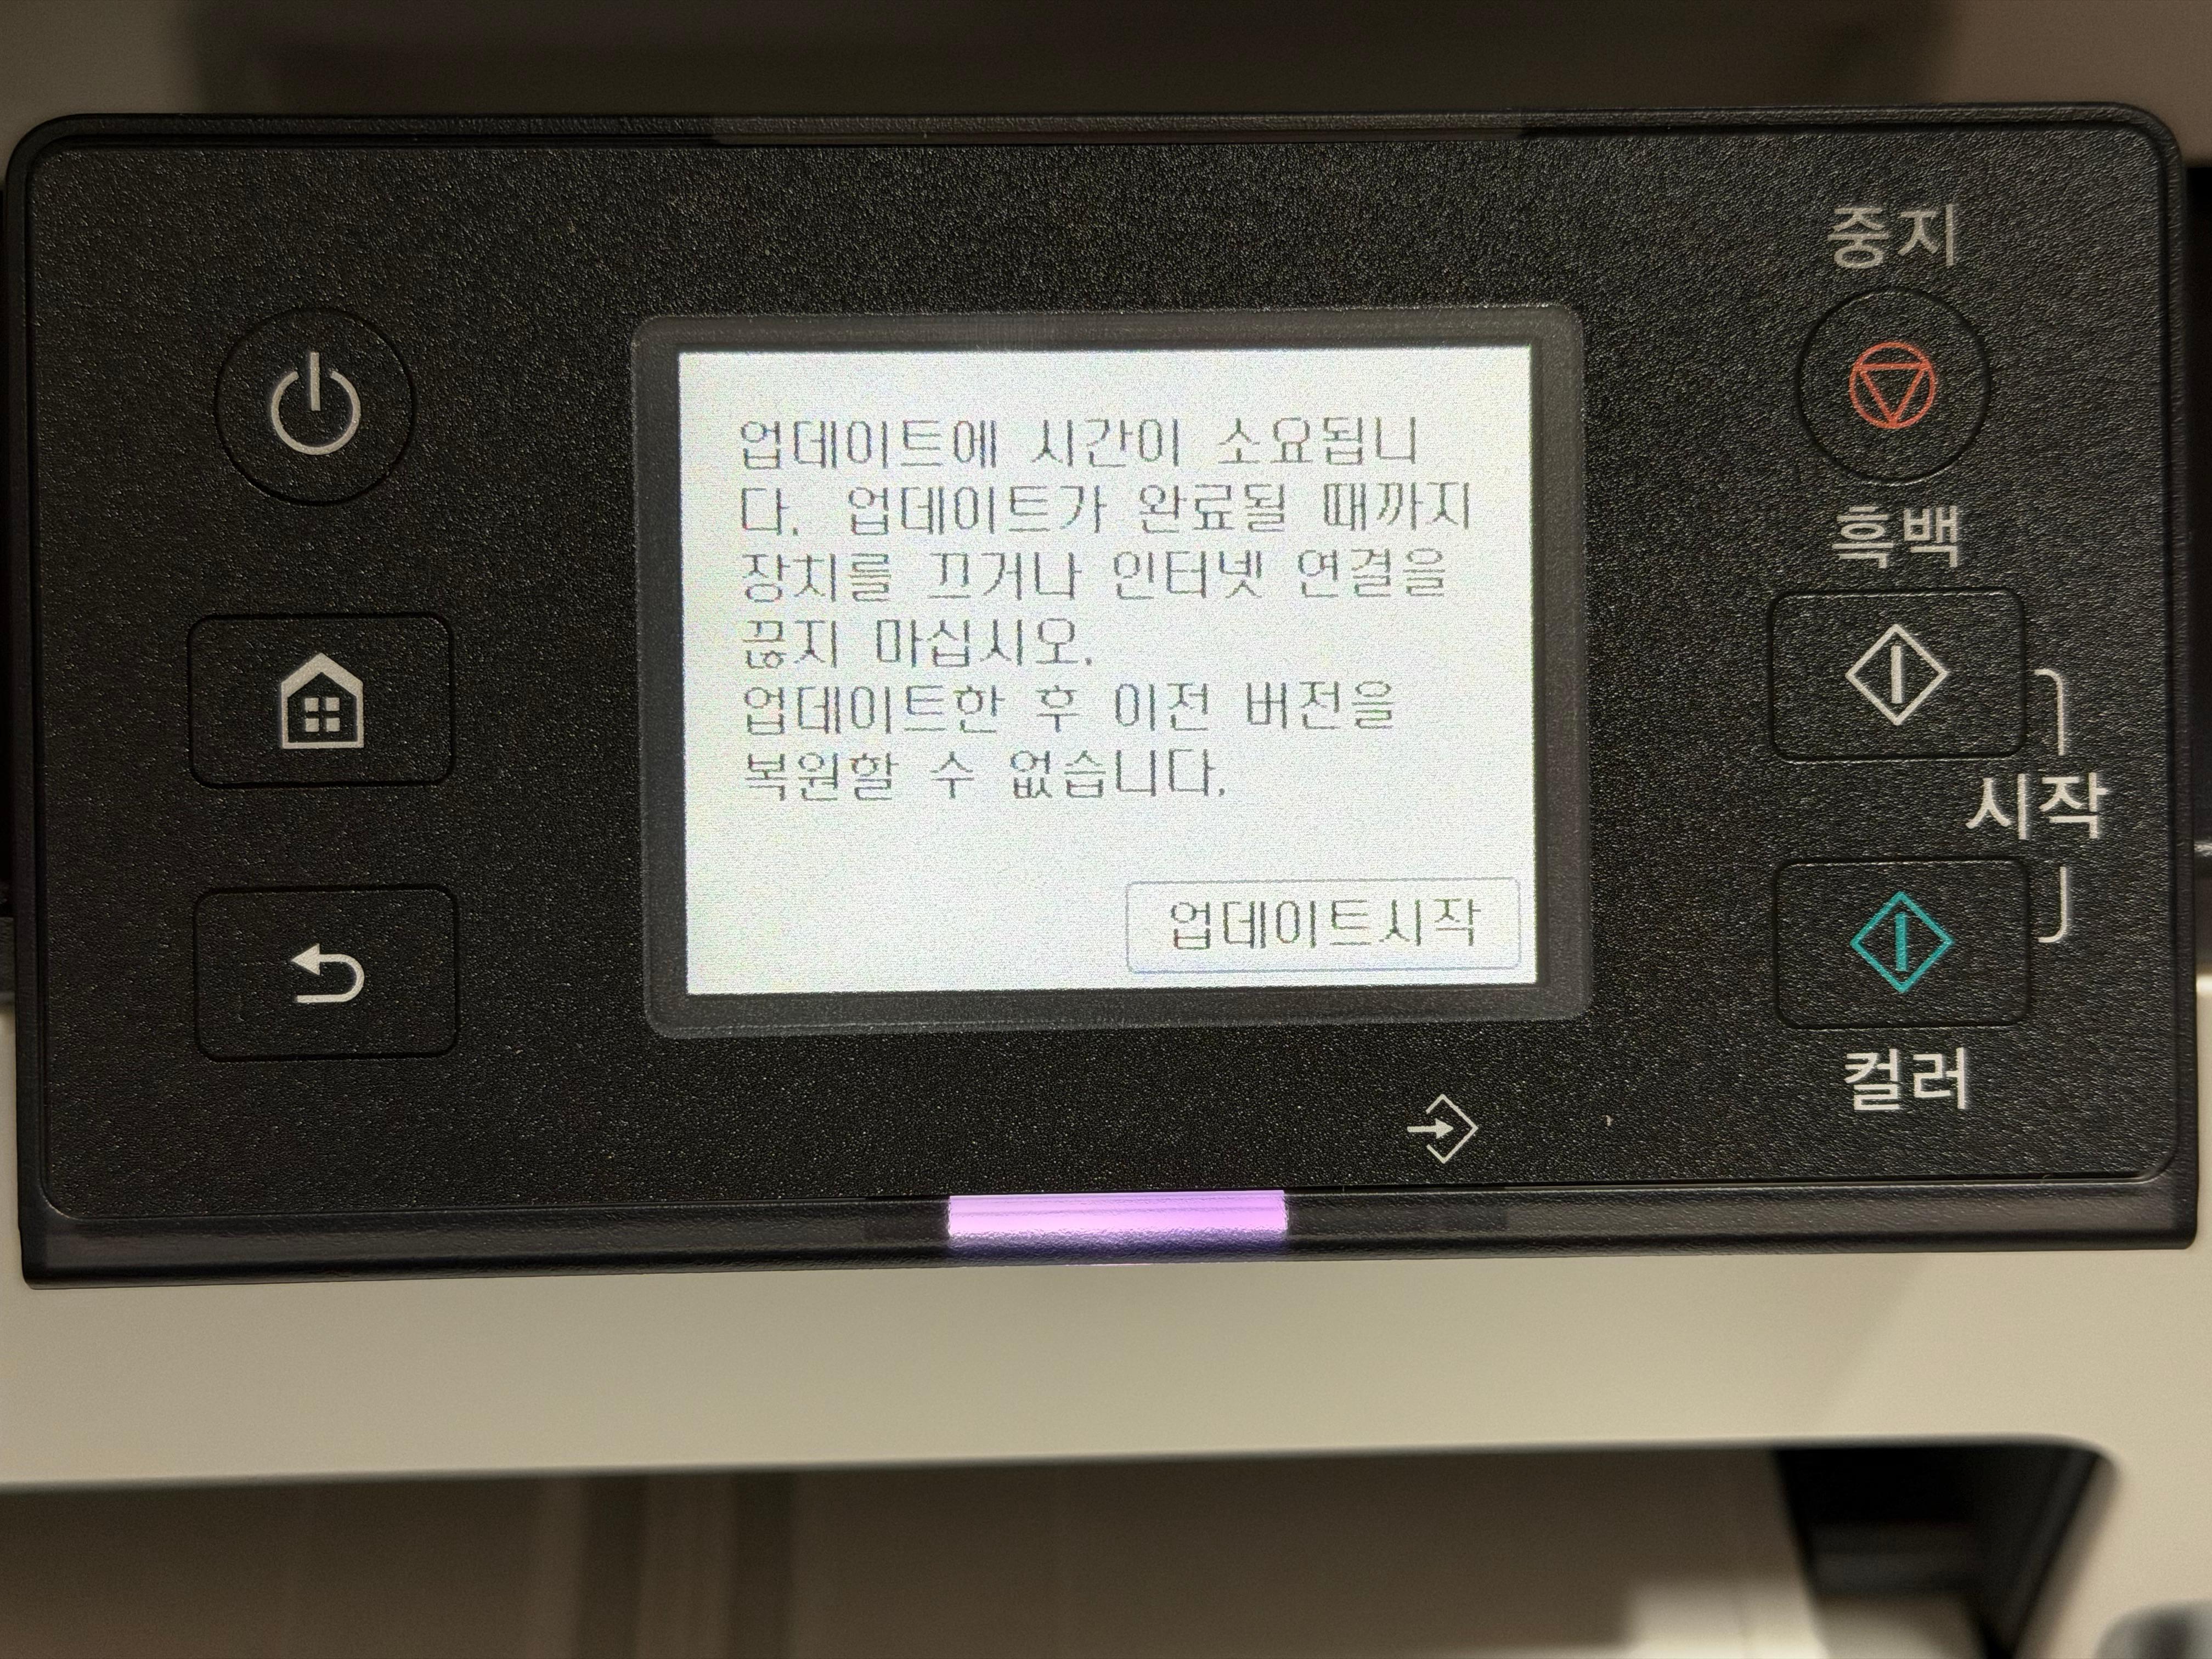 중지
업데이트에 시간이 소요됩니
다. 업데이트가 완료될 때까지
장치를 끄거나 인터넷 연결을
끊지 마십시오.
업데이트한 후 이전 버전을
복원할 수 없습니다.
업데이트시작
흑백
시작
컬러